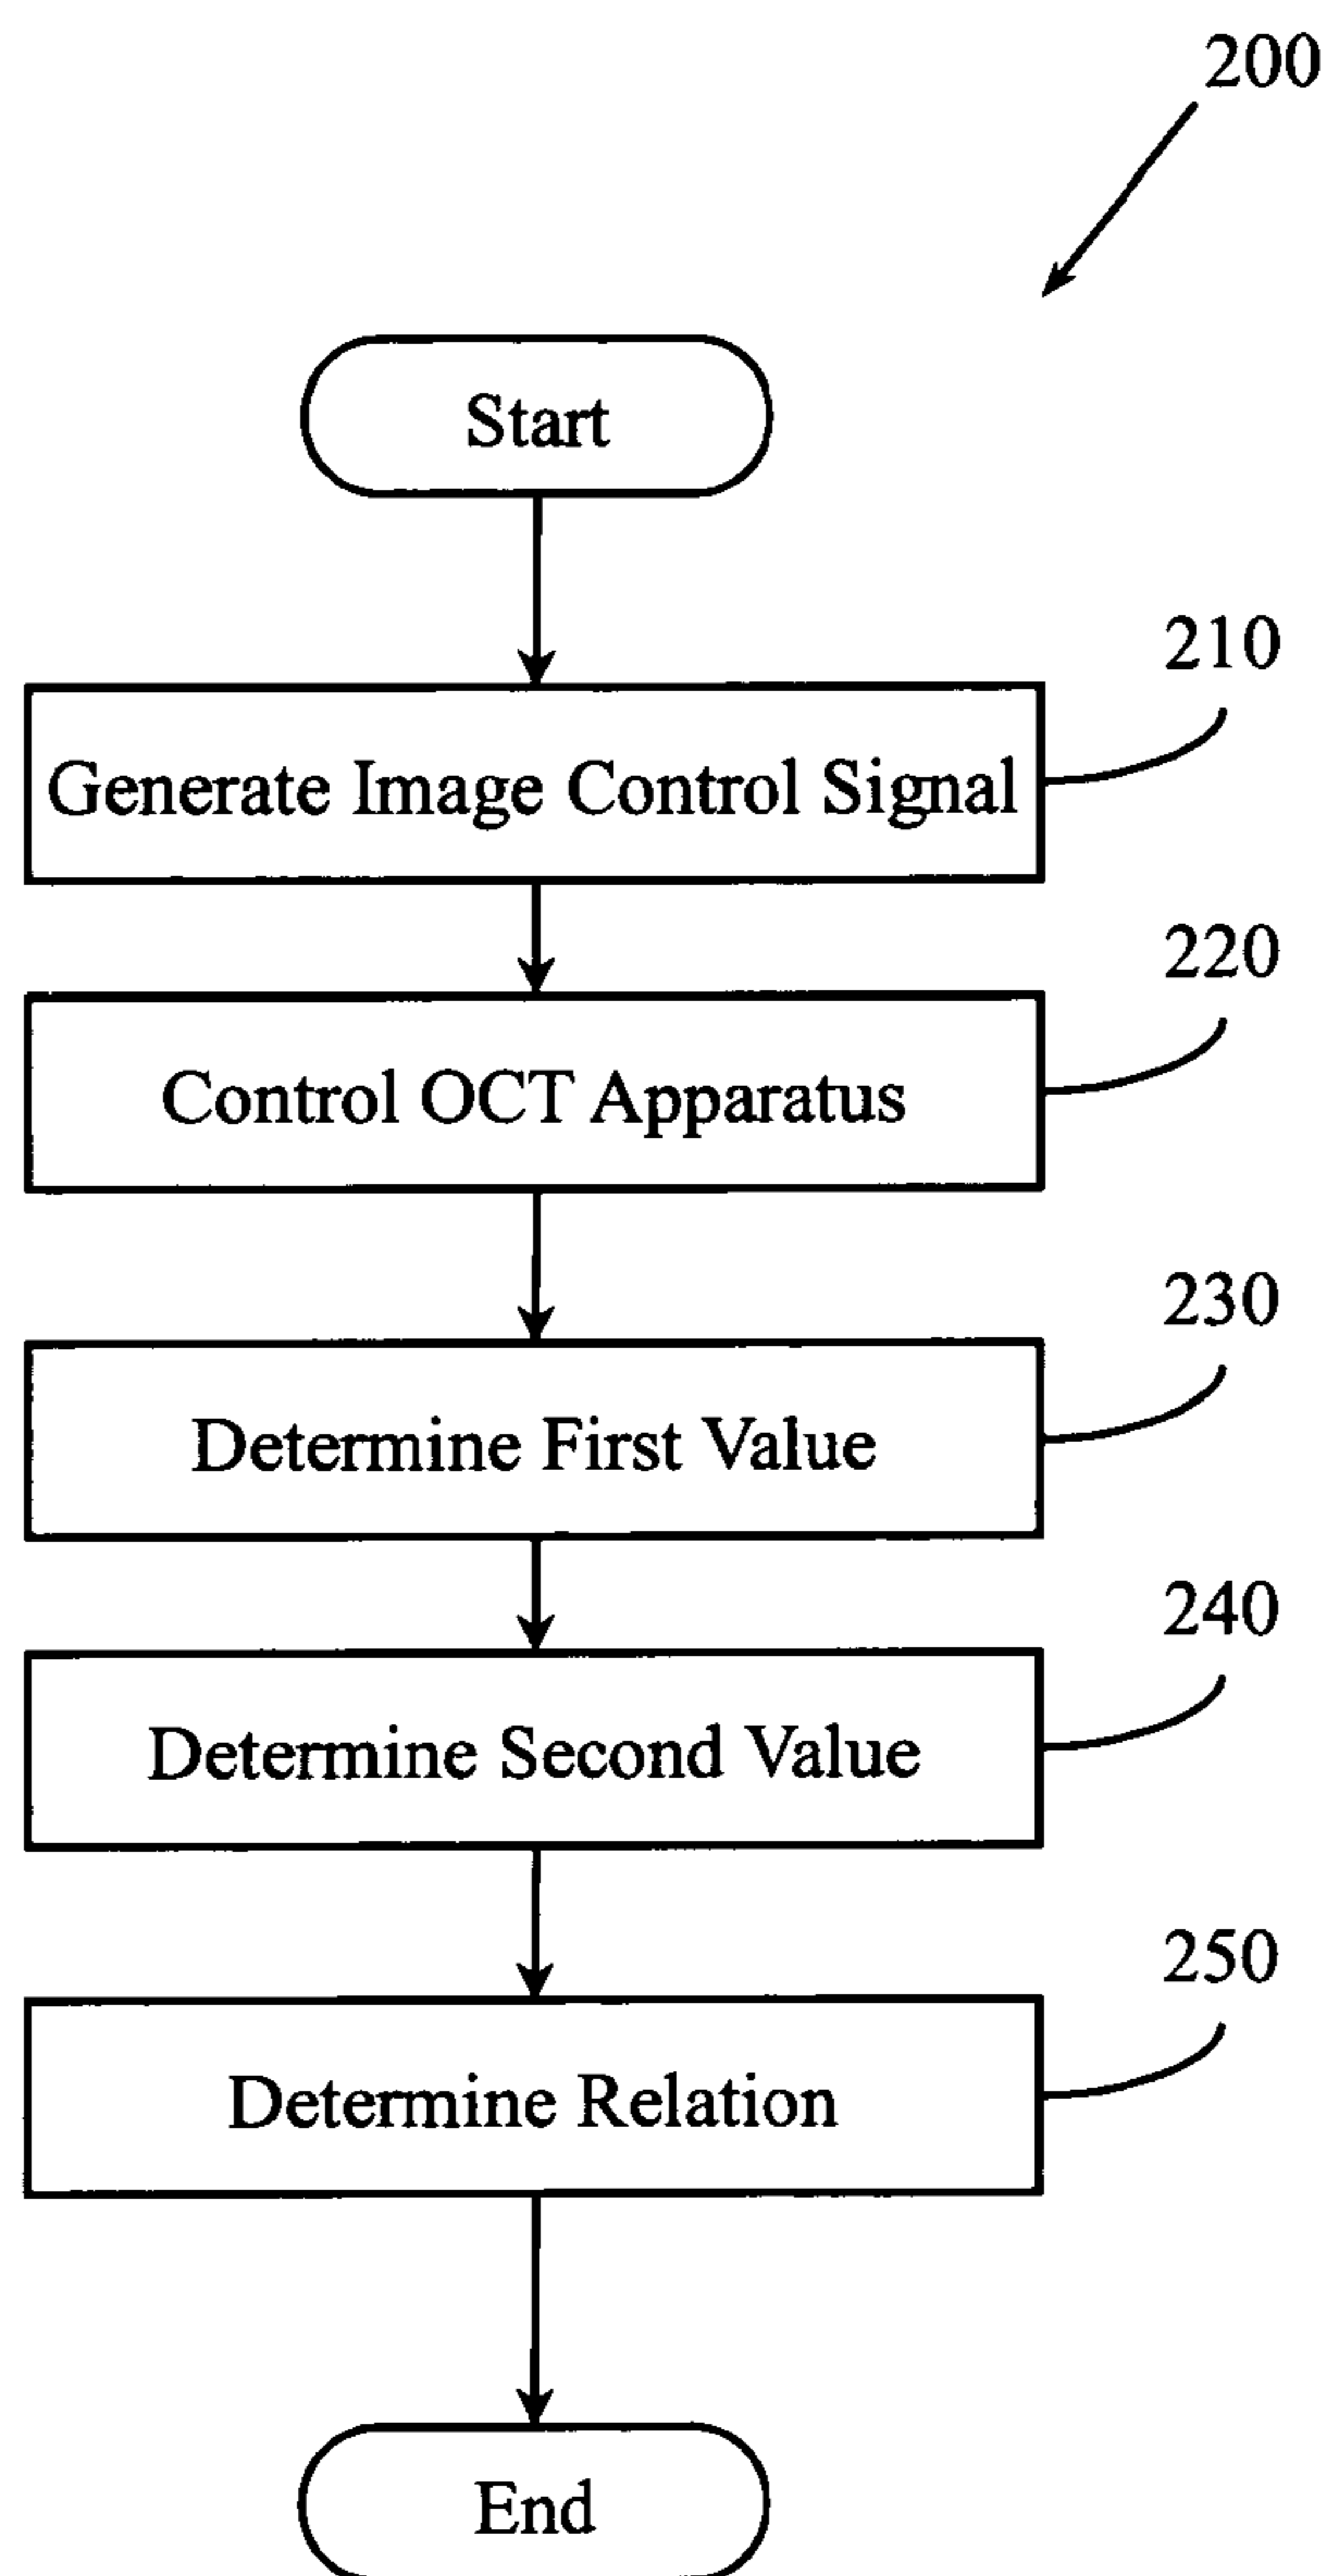 200
Start
210
Generate Image Control Signal
220
Control OCT Apparatus
230
Determine First Value
240
Determine Second Value
250
Determine Relation
End